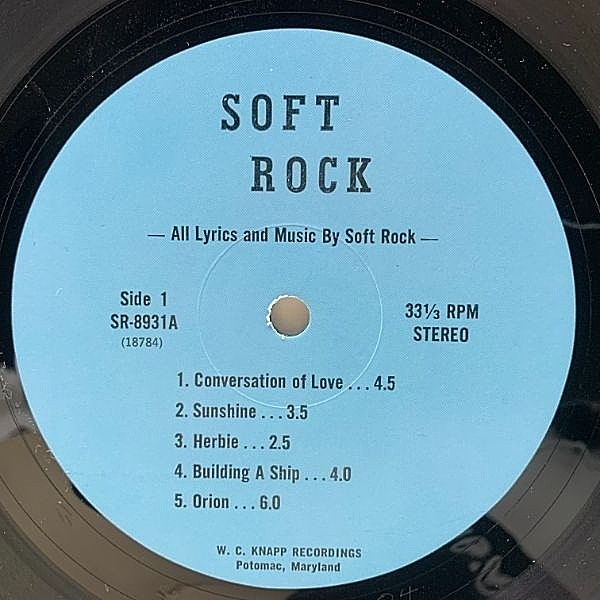 SOFT
ROCK
— All Lyrics and Music By Soft Rock —
Side 1
SR-8931A
(18784)
33⅓ RPM
STEREO
1. Conversation of Love . . . 4.5
2. Sunshine . . . 3.5
3. Herbie . . . 2.5
4. Building A Ship . . . 4.0
5. Orion . . . 6.0
W. C. KNAPP RECORDINGS
Potomac, Maryland